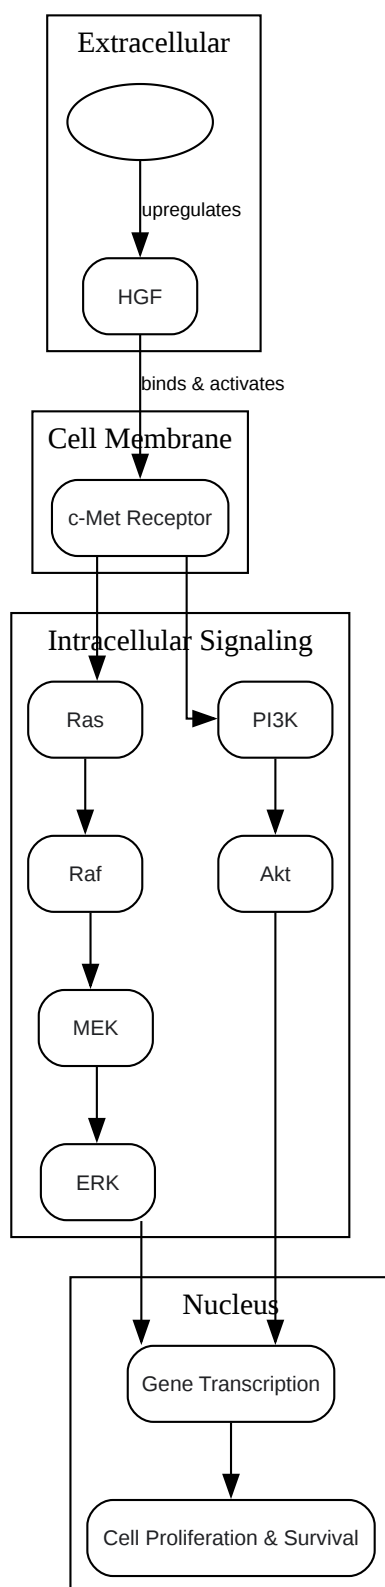 Extracellular
upregulates
HGF
binds & activates
Cell Membrane
c-Met Receptor
Intracellular Signaling
Ras
PI3K
Raf
Akt
MEK
ERK
Nucleus
Gene Transcription
Cell Proliferation & Survival